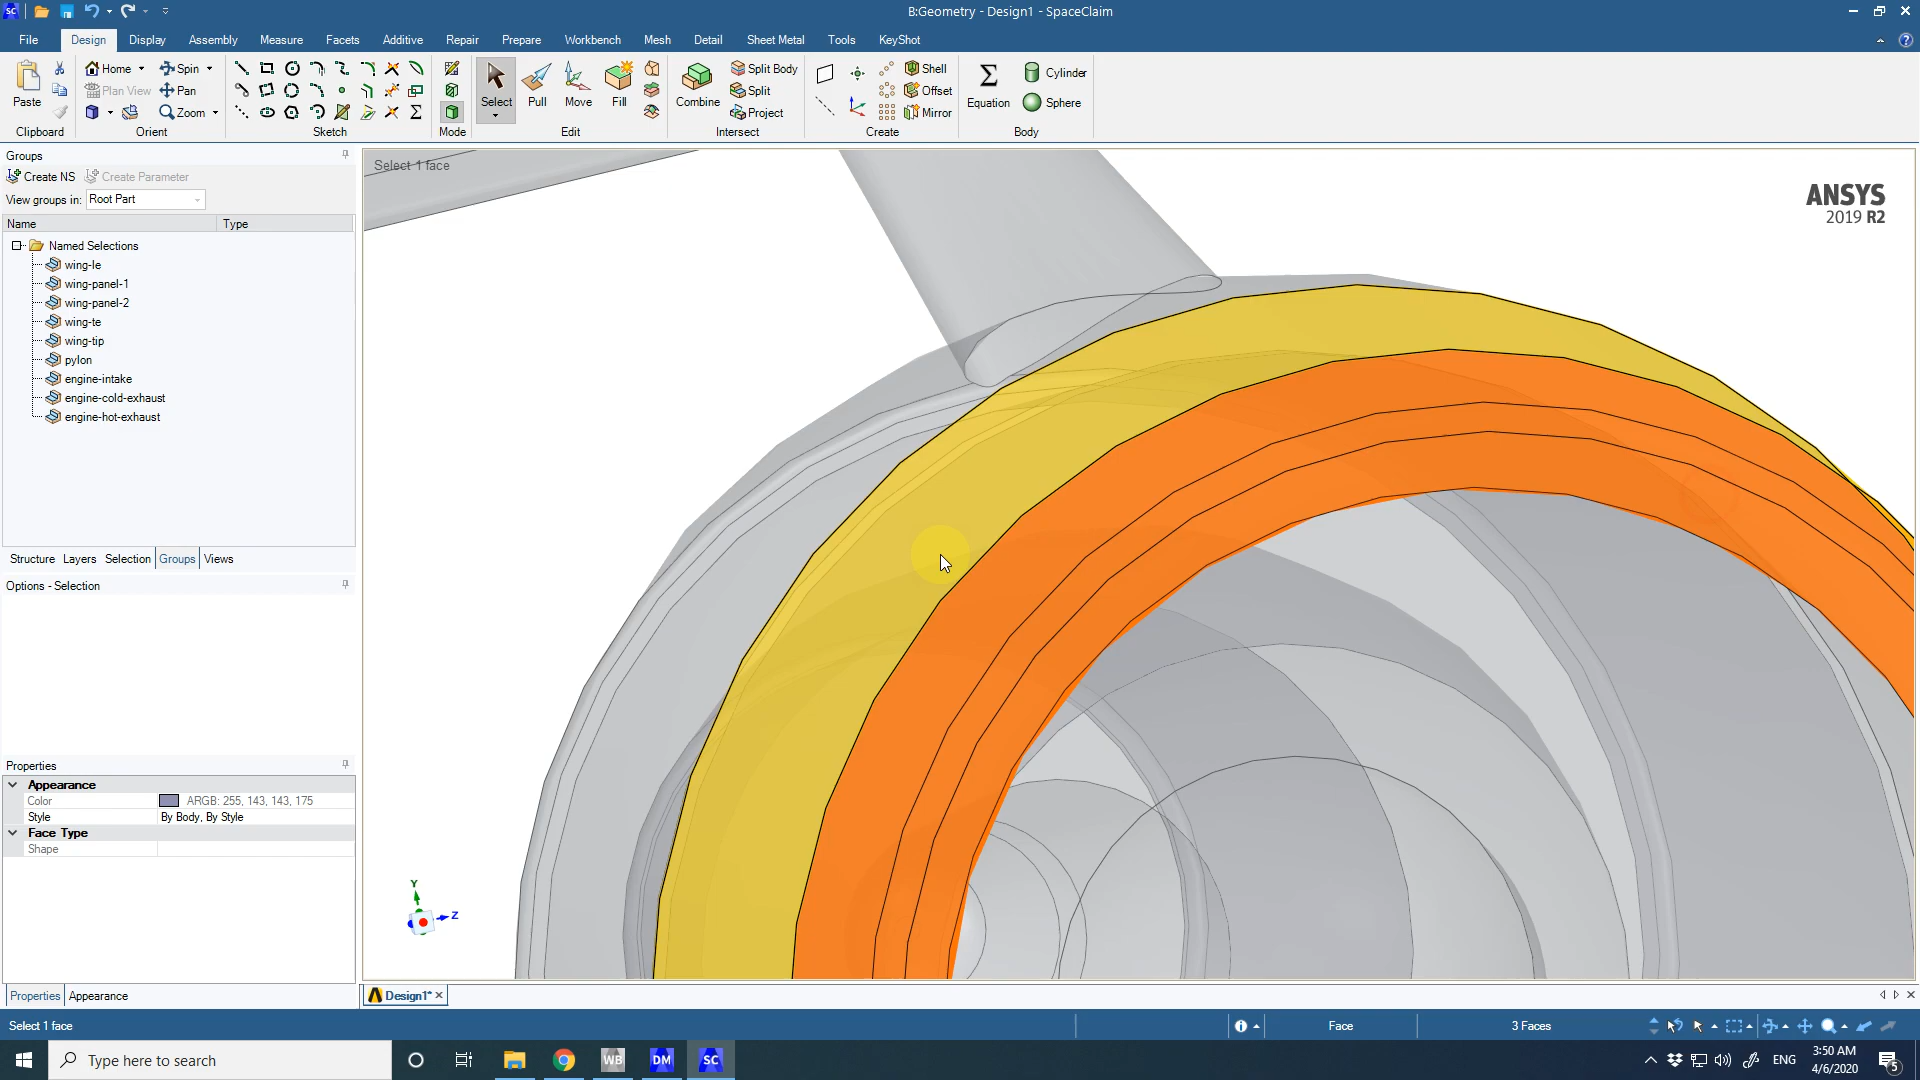 B:Geometry - Design1 - SpaceClaim
File Design Display Assembly Measure Facets Additive Repair Prepare Workbench Mesh Detail Sheet Metal Tools KeyShot
Paste
Clipboard
Home Spin
Plan View Pan
Zoom
Orient
Sketch
Mode
Select Pull Move Fill
Edit
Combine Split Body
Split
Project
Intersect
Shell
Offset
Mirror
Create
Equation Cylinder
Sphere
Body
Groups
Create NS Create Parameter
View groups in: Root Part
Name Type
Named Selections
wing-le
wing-panel-1
wing-panel-2
wing-te
wing-tip
pylon
engine-intake
engine-cold-exhaust
engine-hot-exhaust
Structure Layers Selection Groups Views
Options - Selection
Properties
Appearance
Color ARGB: 255, 143, 143, 175
Style By Body, By Style
Face Type
Shape
Properties Appearance
Select 1 face
ANSYS
2019 R2
Y
Z
Design1*
Select 1 face Face 3 Faces
Type here to search
WB DM SC
ENG
3:50 AM
4/6/2020
5